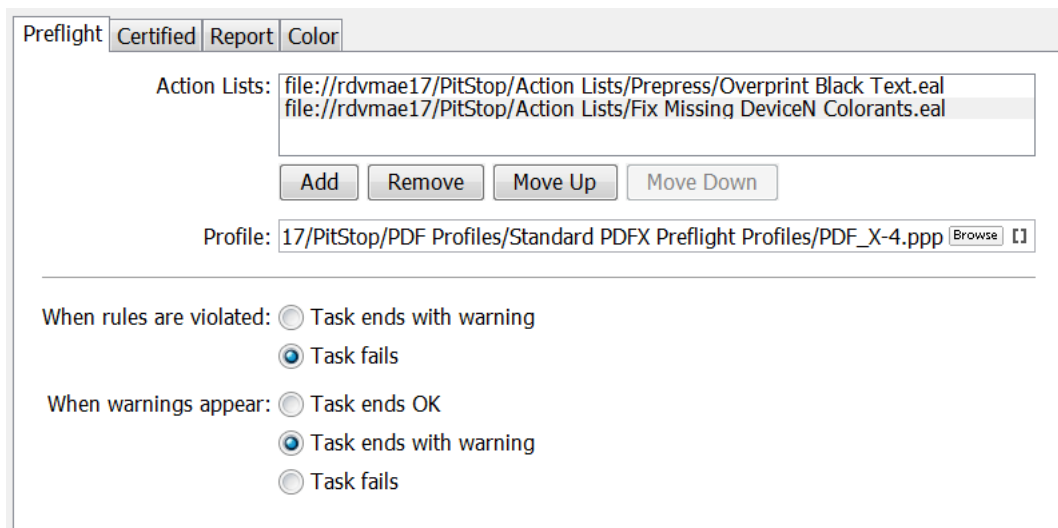 Preflight Certified Report Color
Action Lists: file://rdvmae17/PitStop/Action Lists/Prepress/Overprint Black Text.eal
file://rdvmae17/PitStop/Action Lists/Fix Missing DeviceN Colorants.eal
Add Remove Move Up Move Down
Profile: 17/PitStop/PDF Profiles/Standard PDFX Preflight Profiles/PDF_X-4.ppp Browse []
When rules are violated: Task ends with warning
Task fails
When warnings appear: Task ends OK
Task ends with warning
Task fails